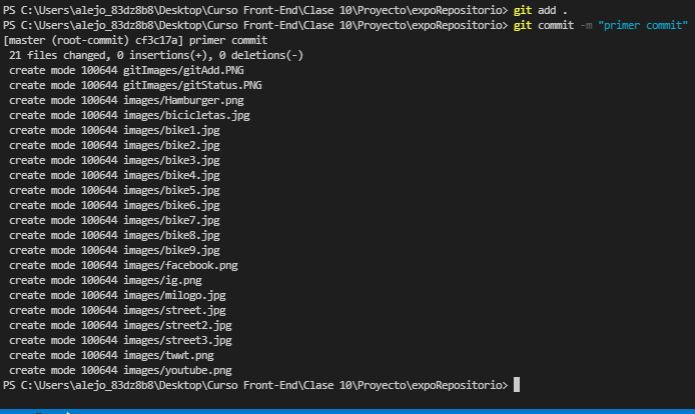 PS C:\Users\alejo_83dz8b8\Desktop\Curso Front-End\Clase 10\Proyecto\expoRepositorio> git add .
PS C:\Users\alejo_83dz8b8\Desktop\Curso Front-End\Clase 10\Proyecto\expoRepositorio> git commit -m "primer commit"
[master (root-commit) cf3c17a] primer commit
 21 files changed, 0 insertions(+), 0 deletions(-)
 create mode 100644 gitImages/gitAdd.PNG
 create mode 100644 gitImages/gitStatus.PNG
 create mode 100644 images/Hamburger.png
 create mode 100644 images/bicicletas.jpg
 create mode 100644 images/bike1.jpg
 create mode 100644 images/bike2.jpg
 create mode 100644 images/bike3.jpg
 create mode 100644 images/bike4.jpg
 create mode 100644 images/bike5.jpg
 create mode 100644 images/bike6.jpg
 create mode 100644 images/bike7.jpg
 create mode 100644 images/bike8.jpg
 create mode 100644 images/bike9.jpg
 create mode 100644 images/facebook.png
 create mode 100644 images/ig.png
 create mode 100644 images/milogo.jpg
 create mode 100644 images/street.jpg
 create mode 100644 images/street2.jpg
 create mode 100644 images/street3.jpg
 create mode 100644 images/twwt.png
 create mode 100644 images/youtube.png
PS C:\Users\alejo_83dz8b8\Desktop\Curso Front-End\Clase 10\Proyecto\expoRepositorio>